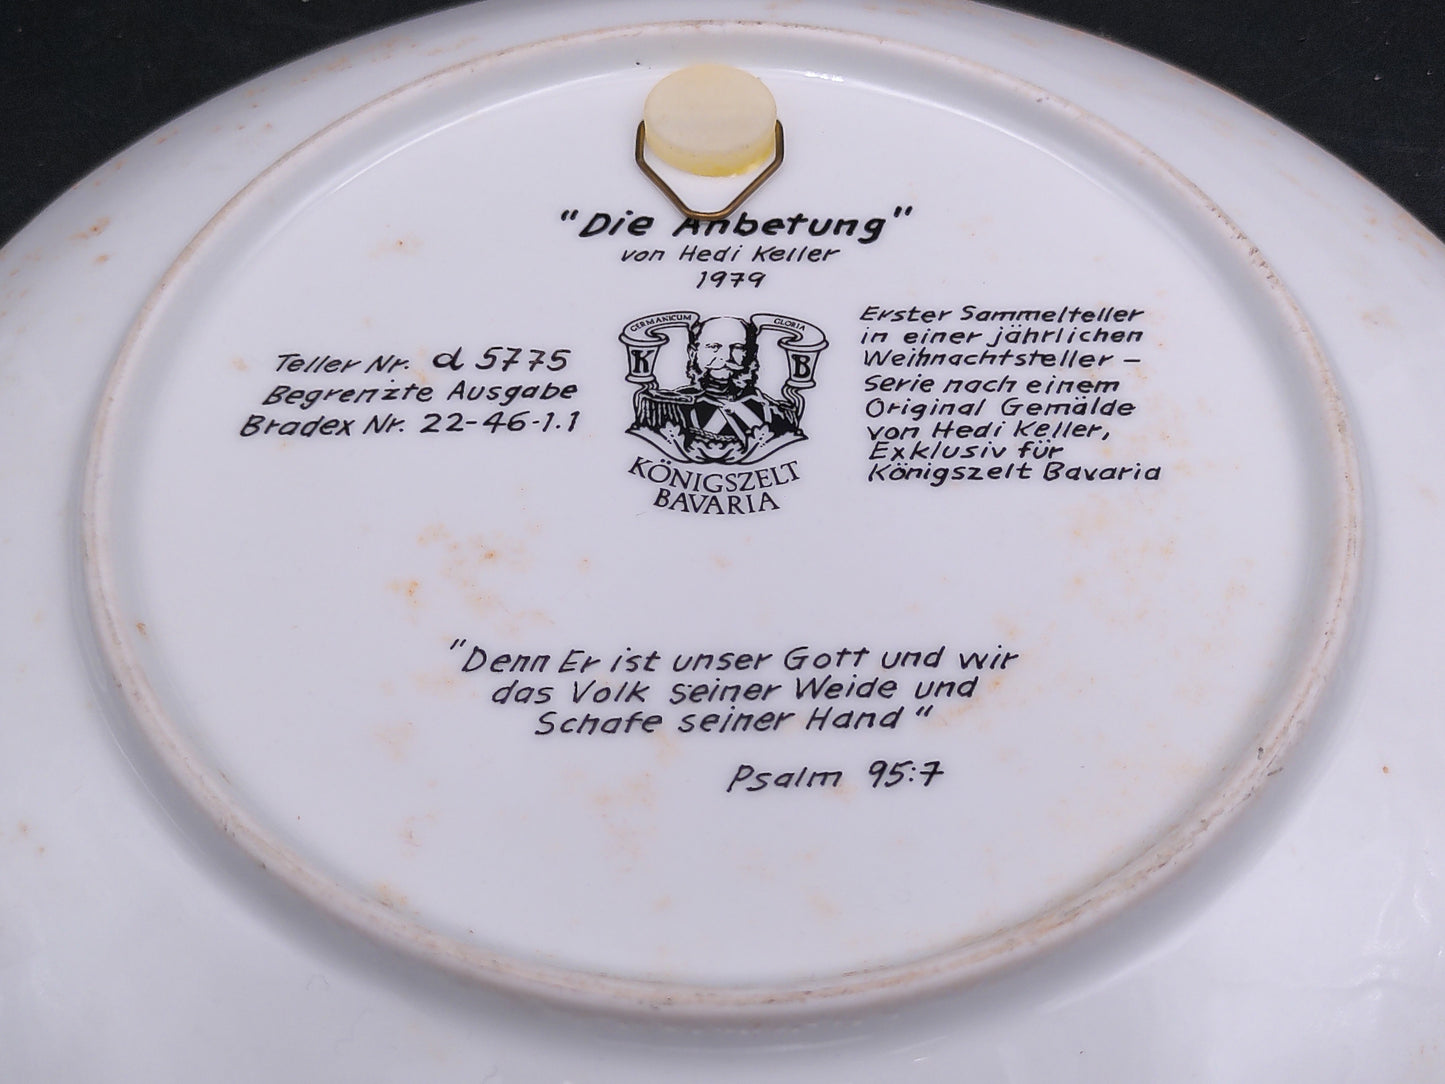 "Die Anbetung"
von Hedi Keller
1979
Teller Nr. d 5775
Begrenzte Ausgabe
Bradex Nr. 22-46-1.1
GERMANICUM GLORIA
K B
KÖNIGSZELT
BAVARIA
Erster Sammelteller
in einer jährlichen
Weihnachtsteller –
Serie nach einem
Original Gemälde
von Hedi Keller,
Exklusiv für
Königszelt Bavaria
"Denn Er ist unser Gott und wir
das Volk seiner Weide und
Schafe seiner Hand"
Psalm 95:7